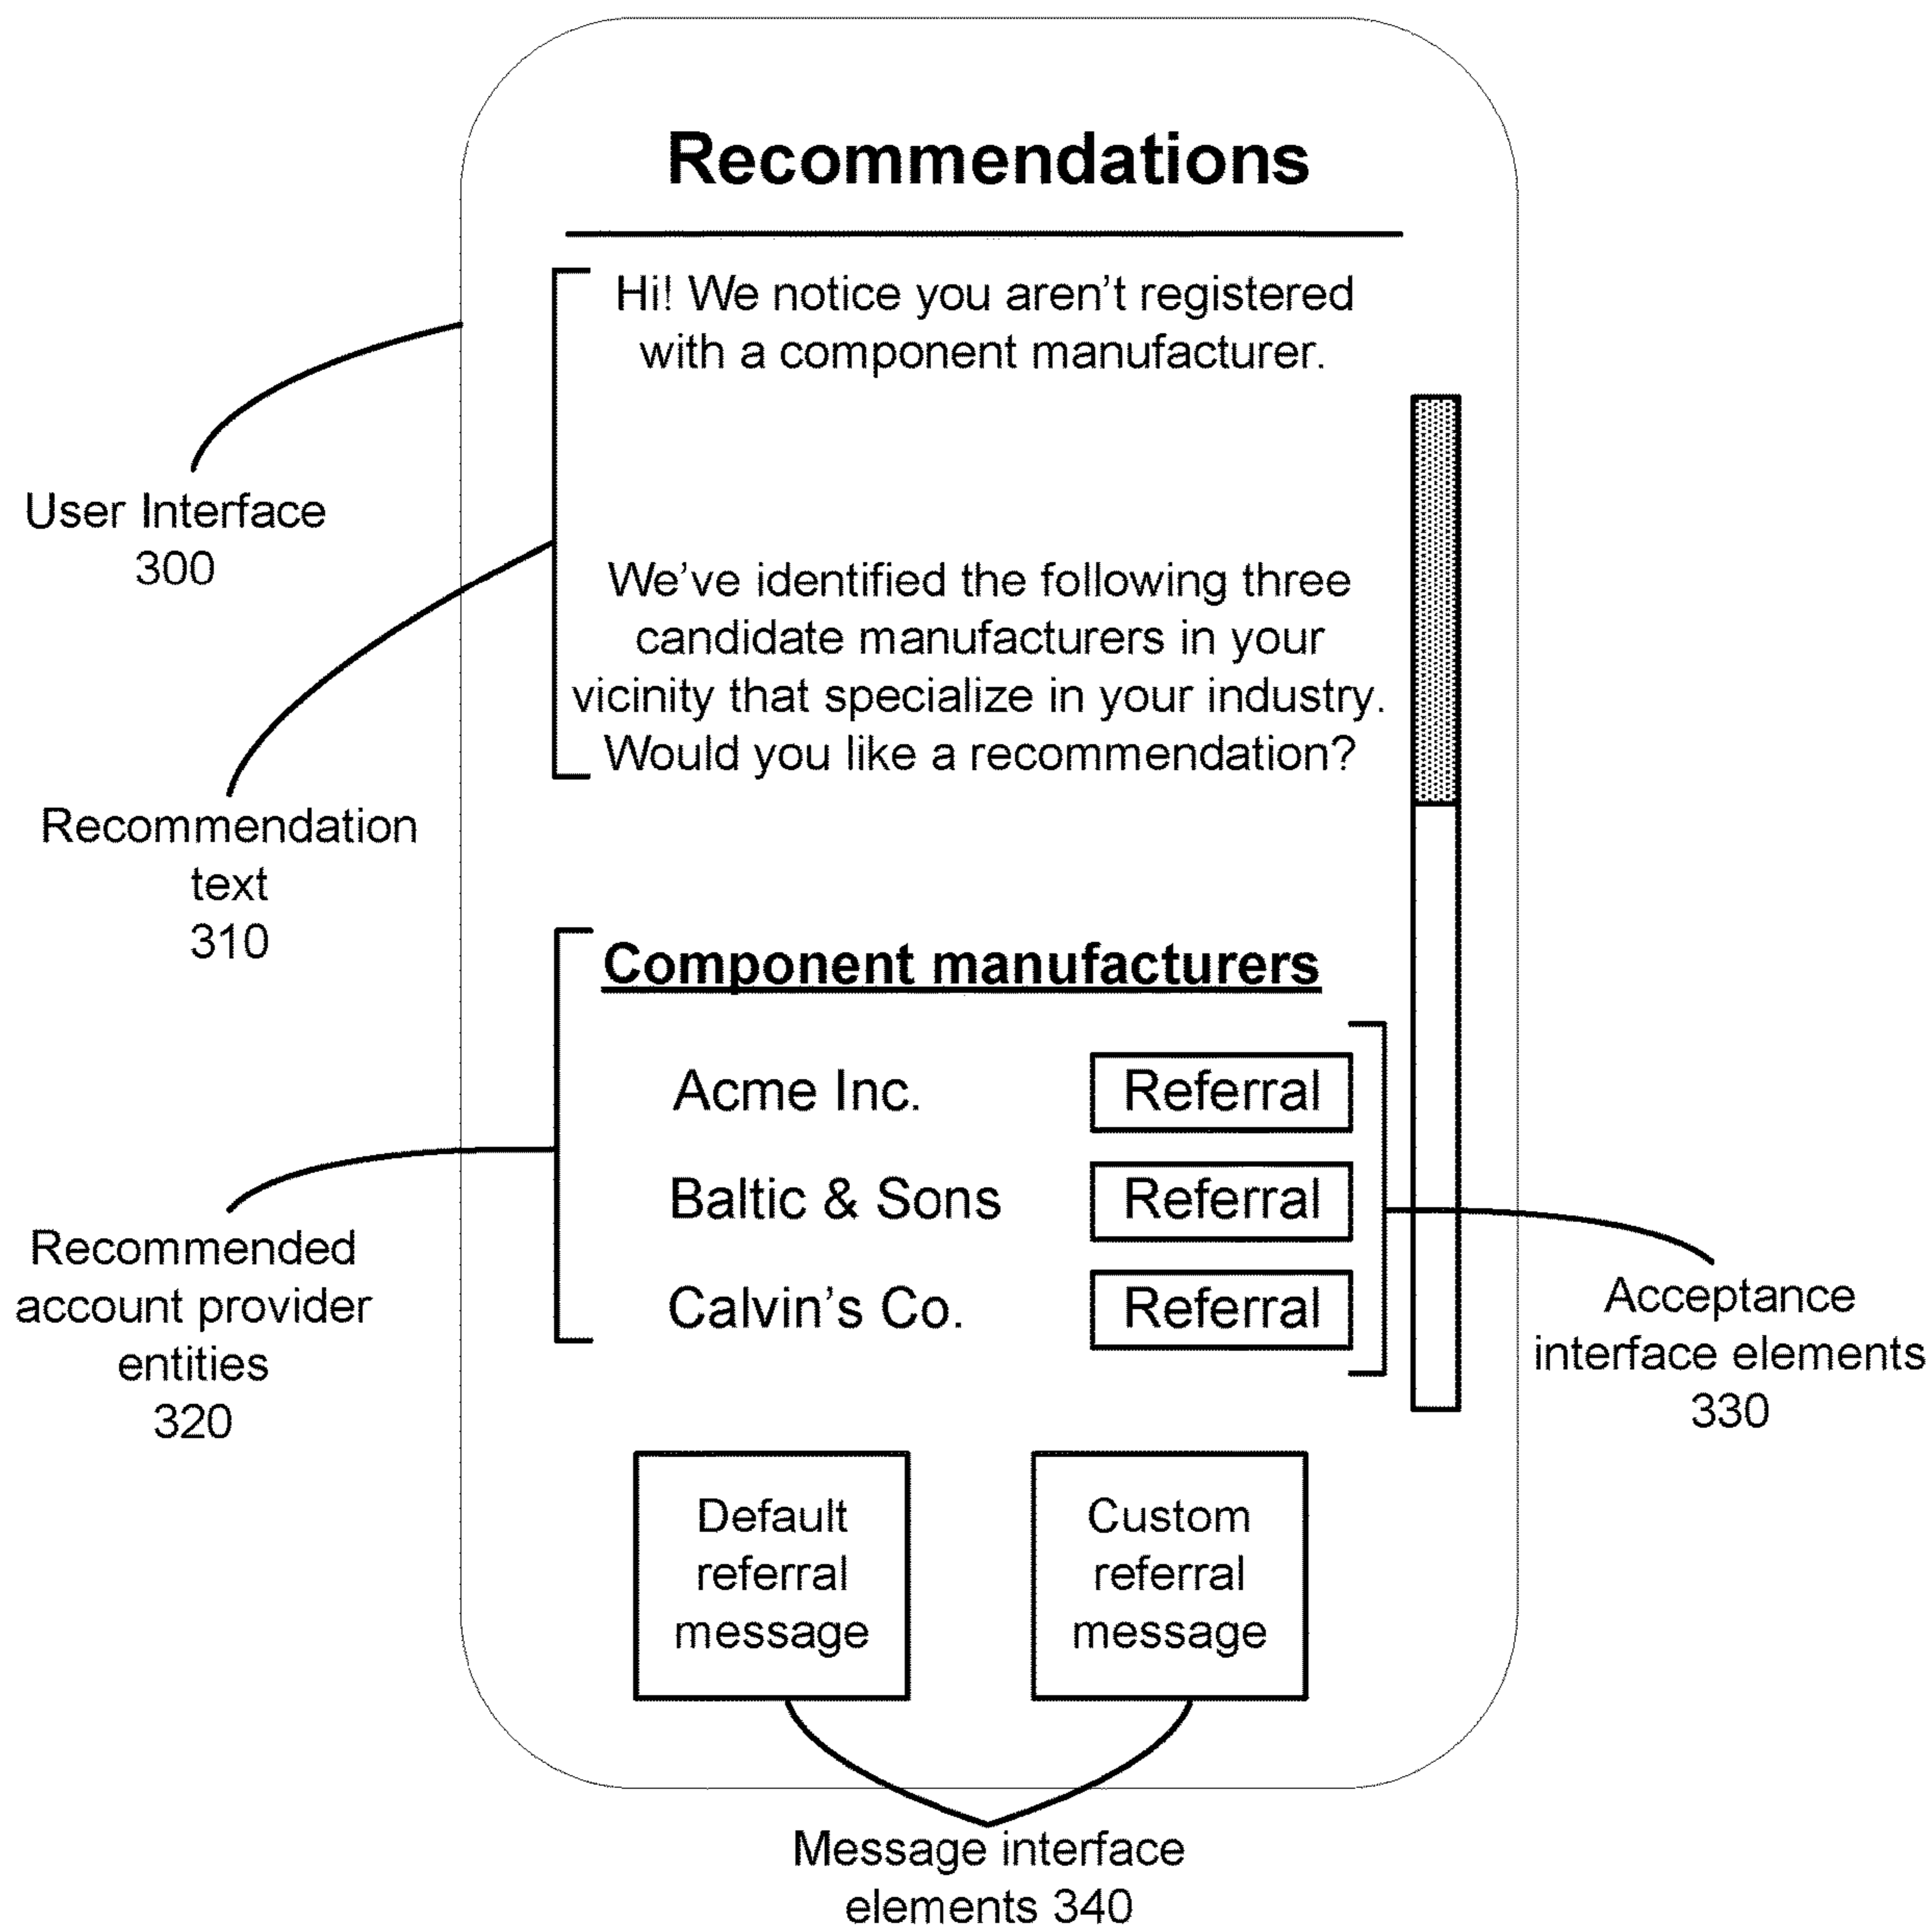 Recommendations
Hi! We notice you aren't registered
with a component manufacturer.
User Interface
300
We've identified the following three
candidate manufacturers in your
vicinity that specialize in your industry.
Would you like a recommendation?
Recommendation
text
310
Component manufacturers
Acme Inc. Referral
Baltic & Sons Referral
Calvin's Co. Referral
Recommended
account provider
entities
320
Acceptance
interface elements
330
Default
referral
message
Custom
referral
message
Message interface
elements 340